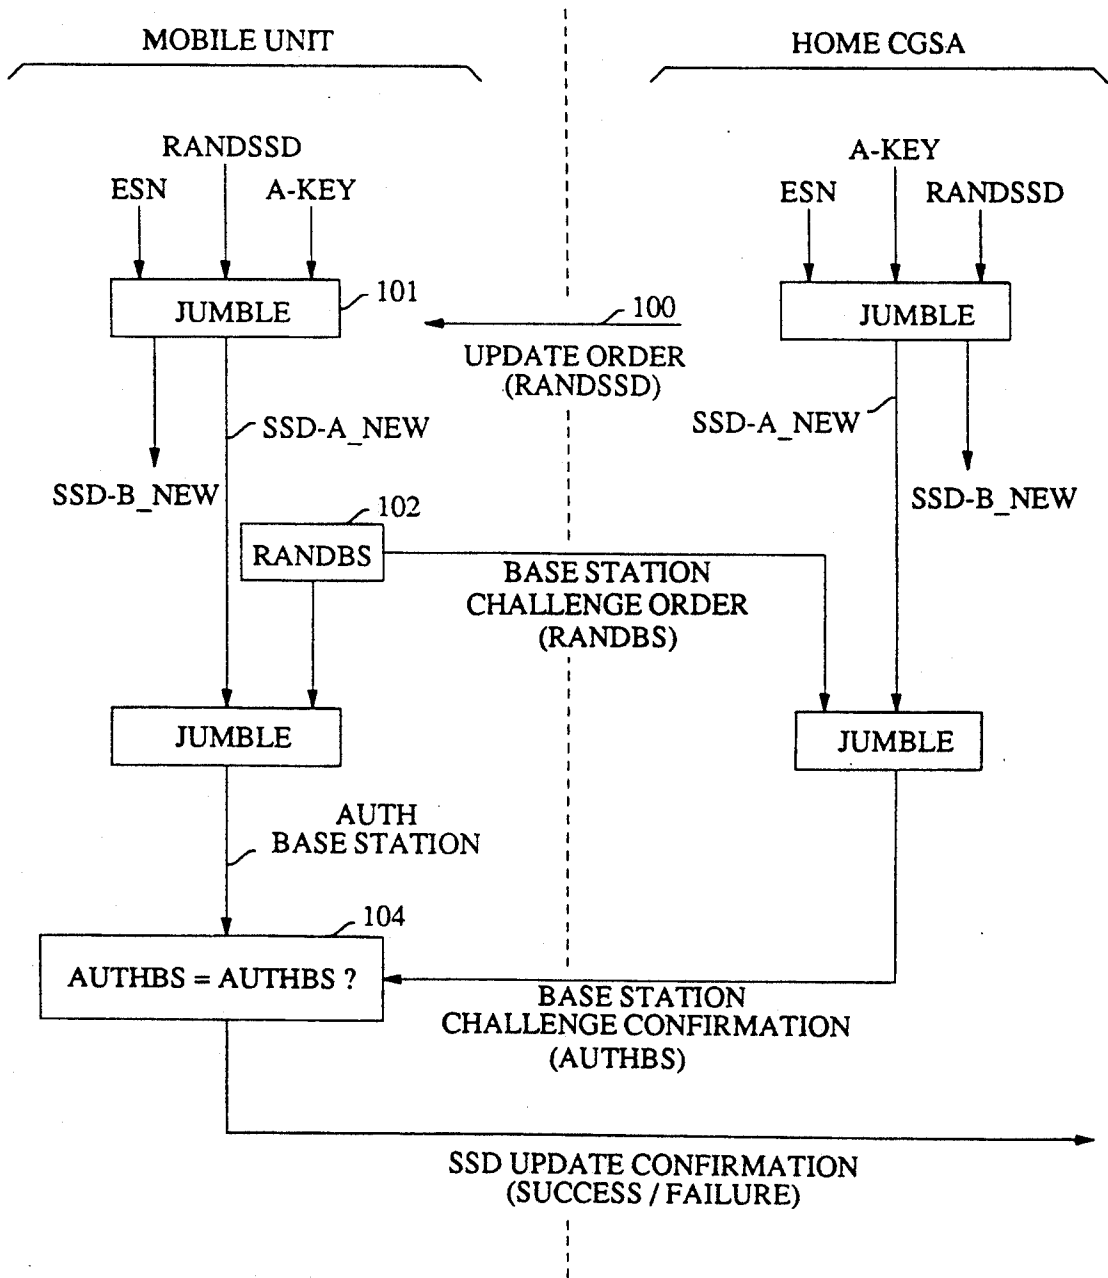 MOBILE UNIT
HOME CGSA
RANDSSD
ESN
A-KEY
A-KEY
ESN
RANDSSD
JUMBLE
101
100
JUMBLE
UPDATE ORDER
(RANDSSD)
SSD-A_NEW
SSD-A_NEW
SSD-B_NEW
SSD-B_NEW
102
RANDBS
BASE STATION
CHALLENGE ORDER
(RANDBS)
JUMBLE
JUMBLE
AUTH
BASE STATION
104
AUTHBS = AUTHBS ?
BASE STATION
CHALLENGE CONFIRMATION
(AUTHBS)
SSD UPDATE CONFIRMATION
(SUCCESS / FAILURE)